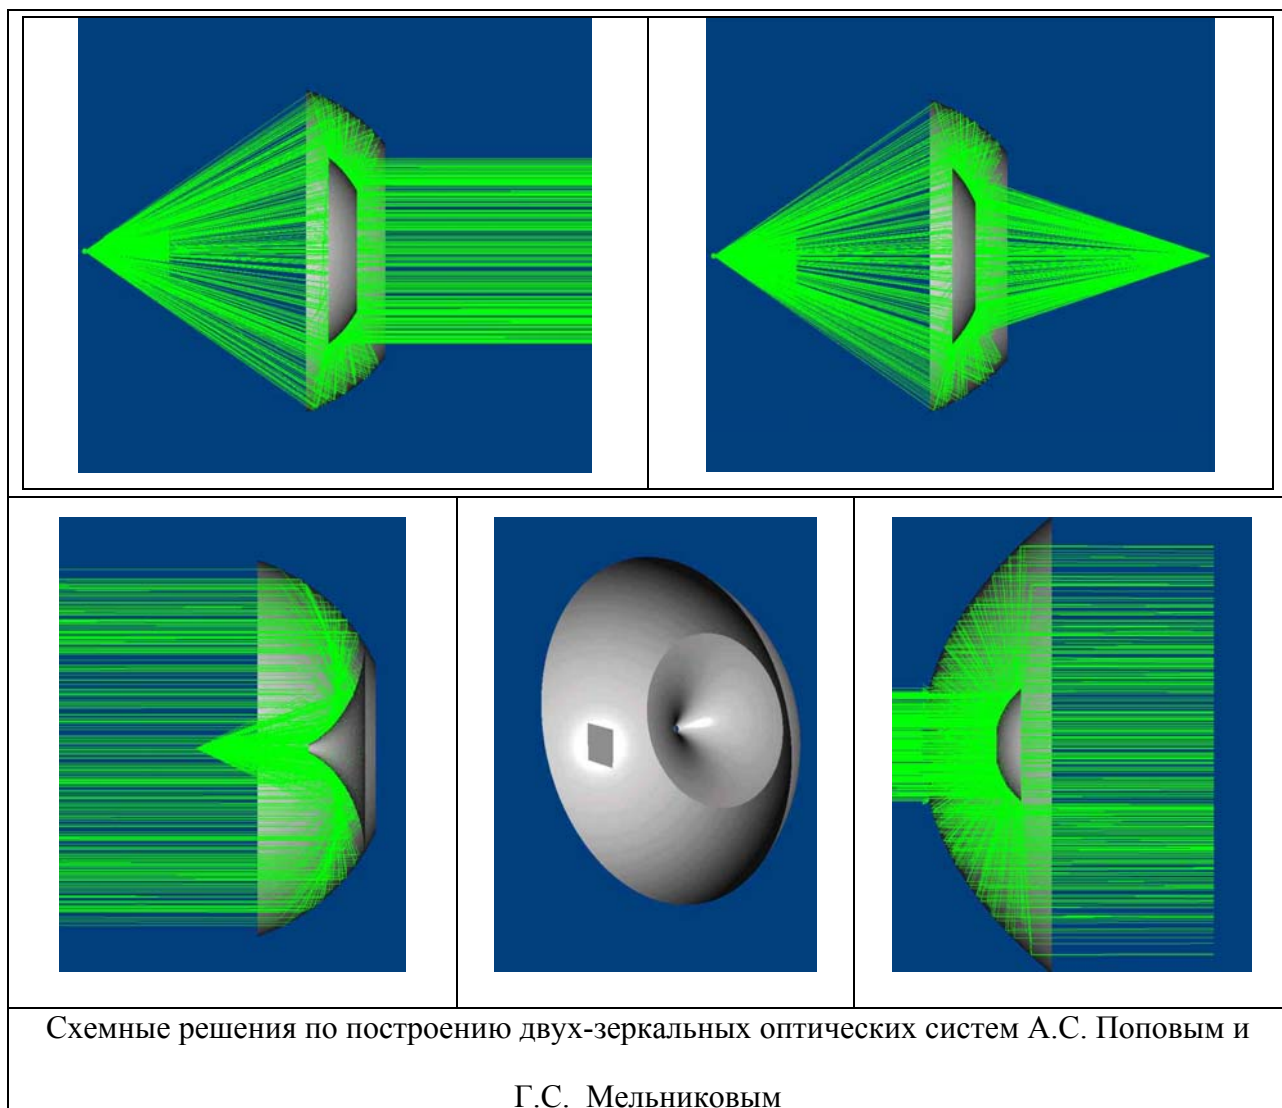 Схемные решения по построению двух-зеркальных оптических систем А.С. Поповым и
Г.С. Мельниковым